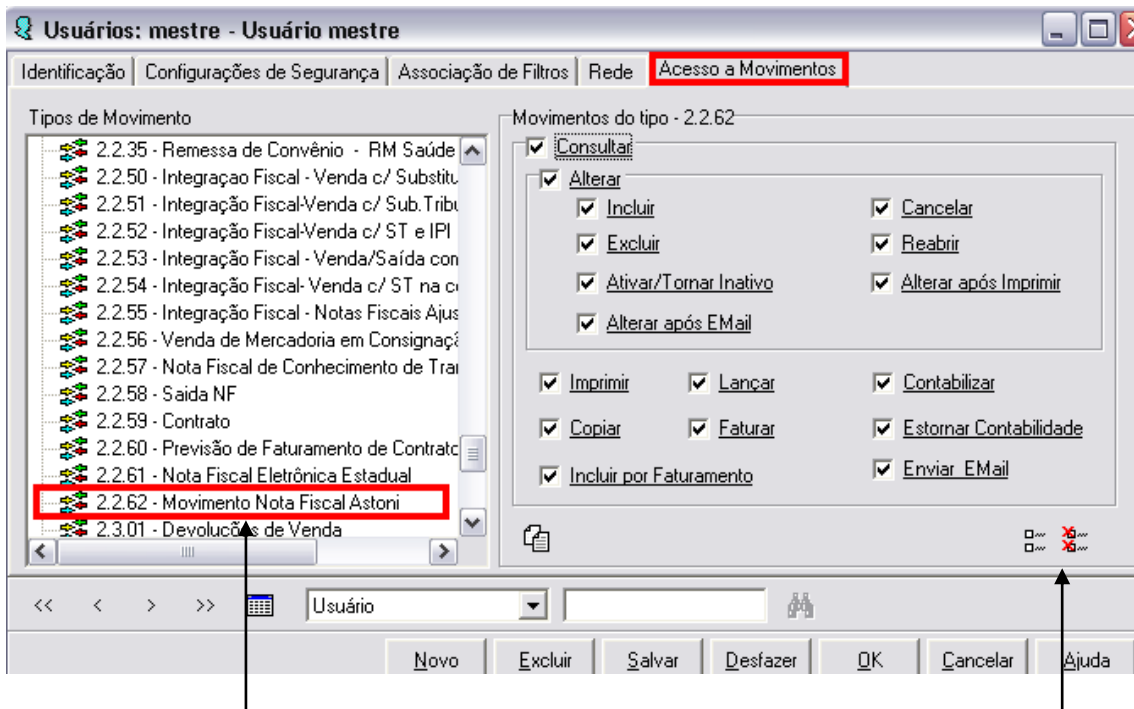 Usuários: mestre - Usuário mestre
Identificação Configurações de Segurança Associação de Filtros Rede Acesso a Movimentos
Tipos de Movimento
2.2.35 - Remessa de Convênio - RM Saúde
2.2.50 - Integraçao Fiscal - Venda c/ Substitu
2.2.51 - Integração Fiscal-Venda c/ Sub.Tribu
2.2.52 - Integração Fiscal-Venda c/ ST e IPI
2.2.53 - Integração Fiscal - Venda/Saída con
2.2.54 - Integração Fiscal- Venda c/ ST na c
2.2.55 - Integração Fiscal - Notas Fiscais Ajus
2.2.56 - Venda de Mercadoria em Consignaçã
2.2.57 - Nota Fiscal de Conhecimento de Tra
2.2.58 - Saida NF
2.2.59 - Contrato
2.2.60 - Previsão de Faturamento de Contrato
2.2.61 - Nota Fiscal Eletrônica Estadual
2.2.62 - Movimento Nota Fiscal Astoni
2.3.01 - Devoluções de Venda
Movimentos do tipo - 2.2.62
Consultar
Alterar
Incluir Cancelar
Excluir Reabrir
Ativar/Tornar Inativo Alterar após Imprimir
Alterar após EMail
Imprimir Lançar Contabilizar
Copiar Faturar Estornar Contabilidade
Incluir por Faturamento Enviar EMail
<< < > >> Usuário
Novo Excluir Salvar Desfazer OK Cancelar Ajuda